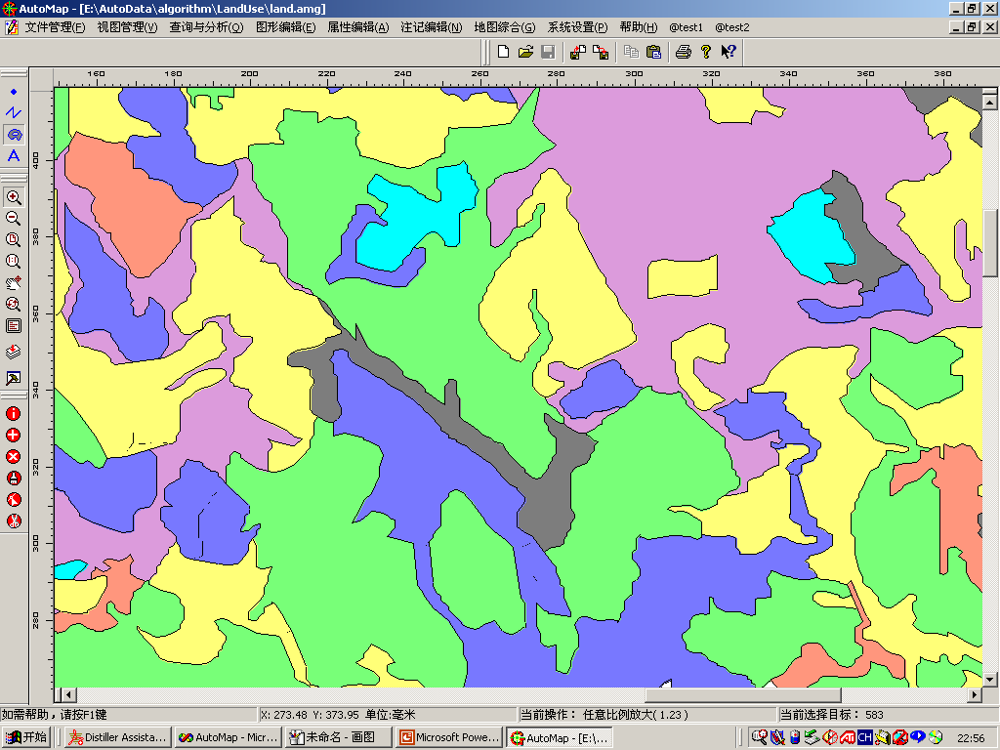 AutoMap - [E:\AutoData\algorithm\LandUse\land.amg]
文件管理(F) 视图管理(V) 查询与分析(Q) 图形编辑(E) 属性编辑(A) 注记编辑(N) 地图综合(G) 系统设置(P) 帮助(H) @test1 @test2
160 180 200 220 240 260 280 300 320 340 360 380
400
380
360
340
320
300
280
如需帮助，请按F1键 X: 273.48 Y: 373.95 单位:毫米 当前操作： 任意比例放大( 1.23 ) 当前选择目标： 583
开始 Distiller Assista... AutoMap - Micr... 未命名 - 画图 Microsoft Powe... AutoMap - [E:\... CH 22:56